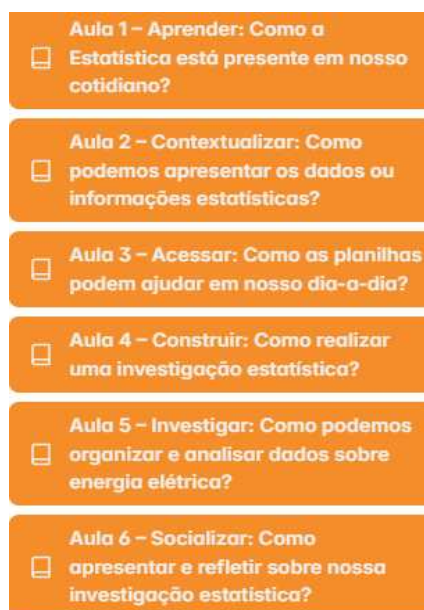 Aula 1 – Aprender: Como a
Estatística está presente em nosso
cotidiano?
Aula 2 – Contextualizar: Como
podemos apresentar os dados ou
informações estatísticas?
Aula 3 – Acessar: Como as planilhas
podem ajudar em nosso dia-a-dia?
Aula 4 – Construir: Como realizar
uma investigação estatística?
Aula 5 – Investigar: Como podemos
organizar e analisar dados sobre
energia elétrica?
Aula 6 – Socializar: Como
apresentar e refletir sobre nossa
investigação estatística?